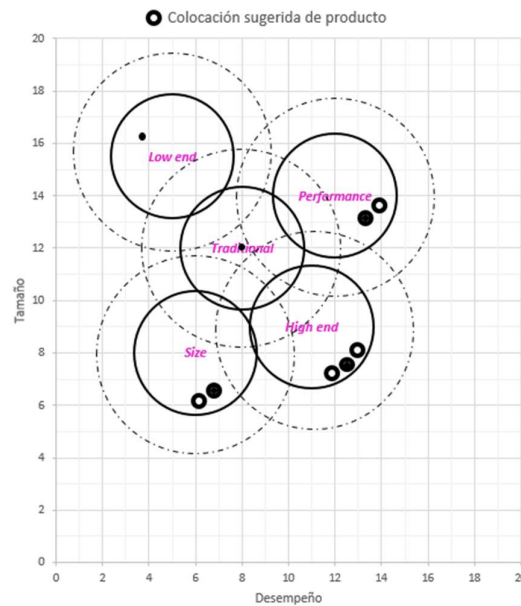 Colocación sugerida de producto
20
18
16
14
12
10
8
6
4
2
0
Tamaño
Low end
Performance
Traditional
High end
Size
0 2 4 6 8 10 12 14 16 18 20
Desempeño